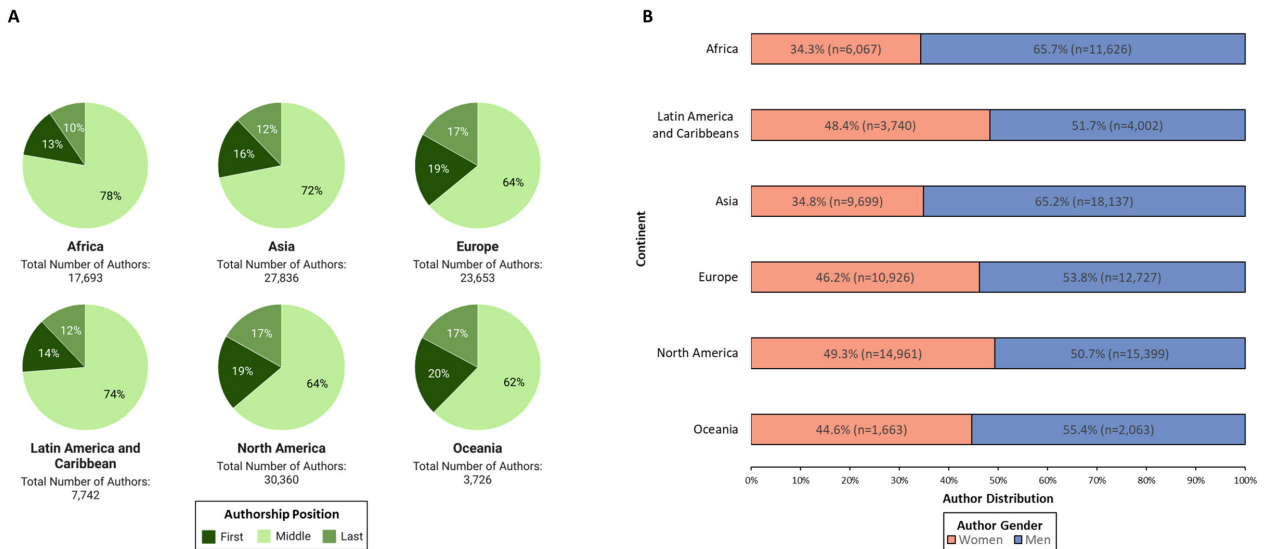 A
10%
13%
78%
Africa
Total Number of Authors:
17,693
12%
16%
72%
Asia
Total Number of Authors:
27,836
17%
19%
64%
Europe
Total Number of Authors:
23,653
12%
14%
74%
Latin America and
Caribbean
Total Number of Authors:
7,742
17%
19%
64%
North America
Total Number of Authors:
30,360
17%
20%
62%
Oceania
Total Number of Authors:
3,726
Authorship Position
First Middle Last
B
Continent
Africa
34.3% (n=6,067) 65.7% (n=11,626)
Latin America
and Caribbeans
48.4% (n=3,740) 51.7% (n=4,002)
Asia
34.8% (n=9,699) 65.2% (n=18,137)
Europe
46.2% (n=10,926) 53.8% (n=12,727)
North America
49.3% (n=14,961) 50.7% (n=15,399)
Oceania
44.6% (n=1,663) 55.4% (n=2,063)
0% 10% 20% 30% 40% 50% 60% 70% 80% 90% 100%
Author Distribution
Author Gender
Women Men